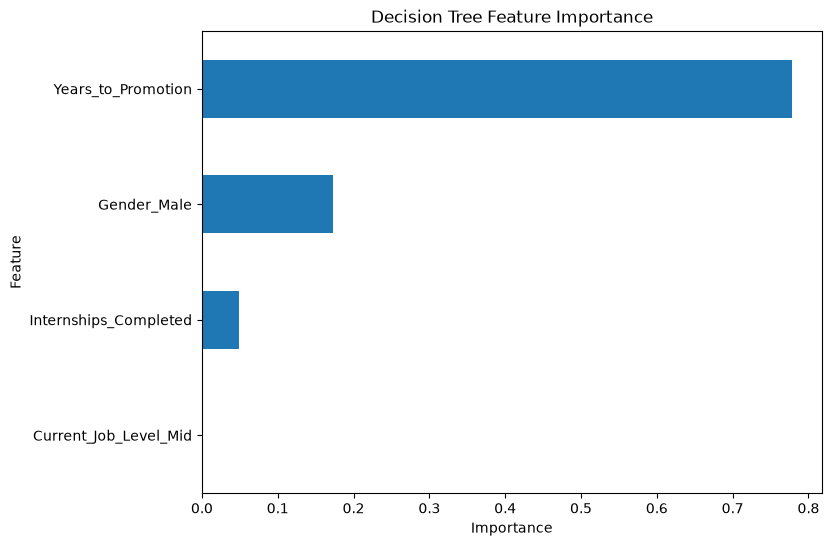 Decision Tree Feature Importance
Years_to_Promotion
Gender_Male
Internships_Completed
Current_Job_Level_Mid
Feature
0.0 0.1 0.2 0.3 0.4 0.5 0.6 0.7 0.8
Importance